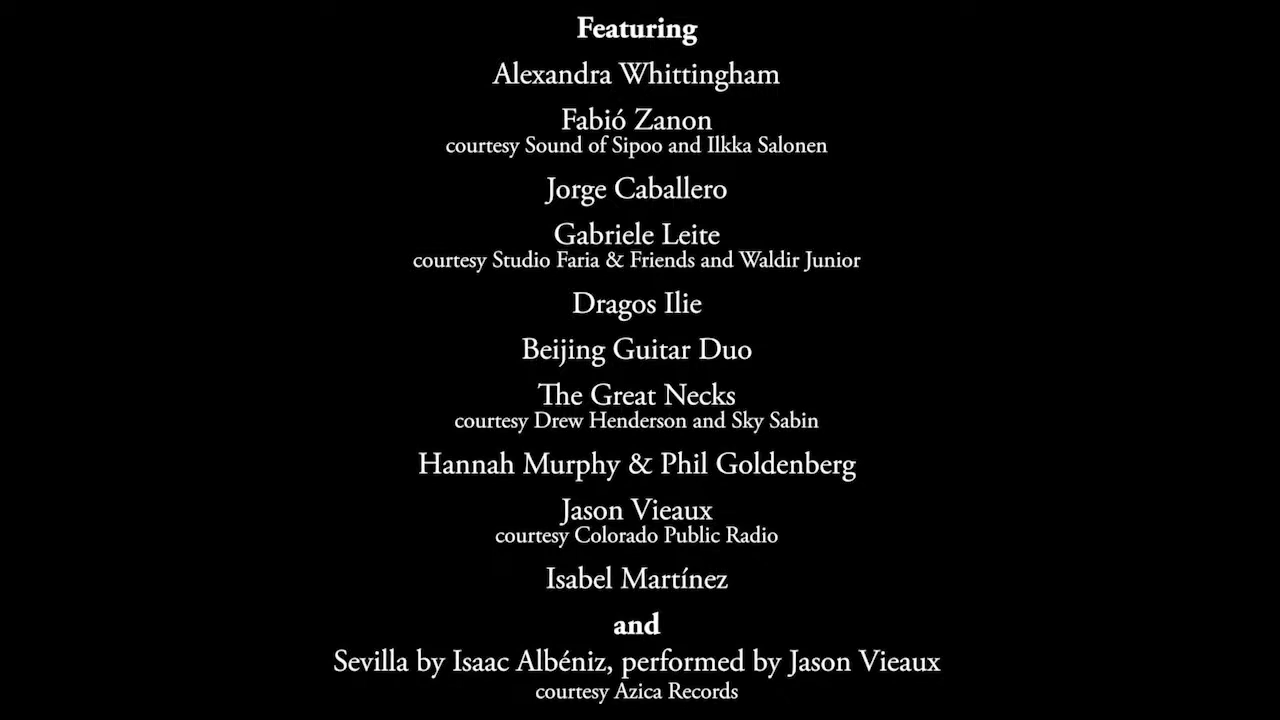 Featuring
Alexandra Whittingham
Fabió Zanon
courtesy Sound of Sipoo and Ilkka Salonen
Jorge Caballero
Gabriele Leite
courtesy Studio Faria & Friends and Waldir Junior
Dragos Ilie
Beijing Guitar Duo
The Great Necks
courtesy Drew Henderson and Sky Sabin
Hannah Murphy & Phil Goldenberg
Jason Vieaux
courtesy Colorado Public Radio
Isabel Martínez
and
Sevilla by Isaac Albéniz, performed by Jason Vieaux
courtesy Azica Records